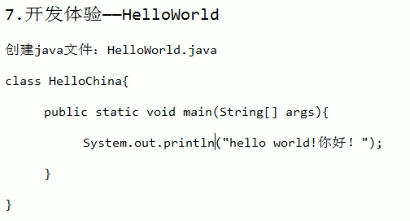 7.开发体验——HelloWorld
创建java文件：HelloWorld.java
class HelloChina{
public static void main(String[] args){
System.out.println("hello world!你好！");
}
}